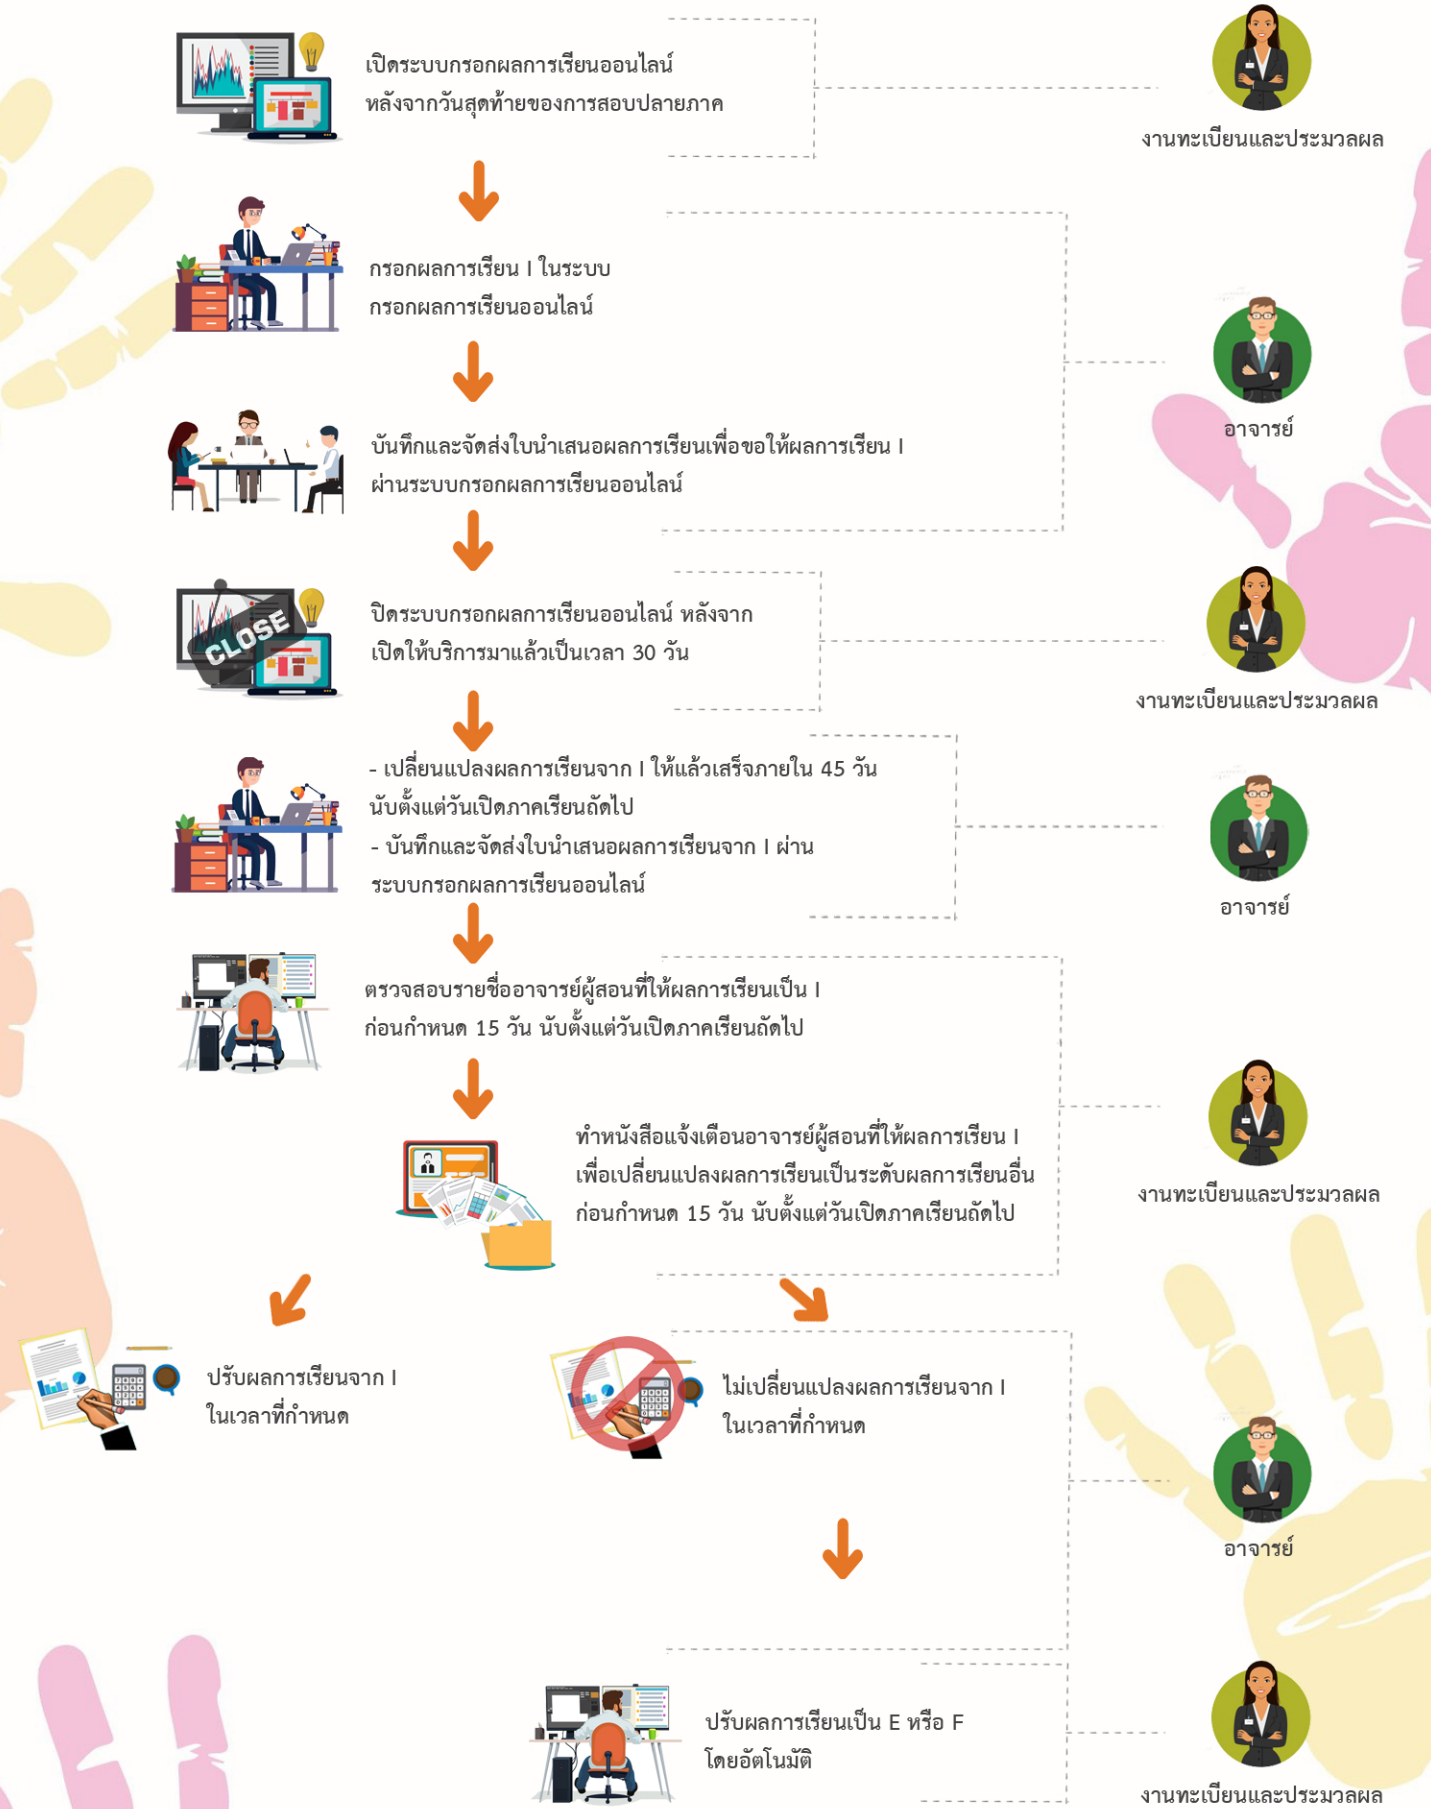 เปิดระบบกรอกผลการเรียนออนไลน์
หลังจากวันสุดท้ายของการสอบปลายภาค
งานทะเบียนและประมวลผล
กรอกผลการเรียน I ในระบบ
กรอกผลการเรียนออนไลน์
อาจารย์
บันทึกและจัดส่งใบนำเสนอผลการเรียนเพื่อขอให้ผลการเรียน I
ผ่านระบบกรอกผลการเรียนออนไลน์
CLOSE
ปิดระบบกรอกผลการเรียนออนไลน์ หลังจาก
เปิดให้บริการมาแล้วเป็นเวลา 30 วัน
งานทะเบียนและประมวลผล
- เปลี่ยนแปลงผลการเรียนจาก I ให้แล้วเสร็จภายใน 45 วัน
นับตั้งแต่วันเปิดภาคเรียนถัดไป
- บันทึกและจัดส่งใบนำเสนอผลการเรียนจาก I ผ่าน
ระบบกรอกผลการเรียนออนไลน์
อาจารย์
ตรวจสอบรายชื่ออาจารย์ผู้สอนที่ให้ผลการเรียนเป็น I
ก่อนกำหนด 15 วัน นับตั้งแต่วันเปิดภาคเรียนถัดไป
ทำหนังสือแจ้งเตือนอาจารย์ผู้สอนที่ให้ผลการเรียน I
เพื่อเปลี่ยนแปลงผลการเรียนเป็นระดับผลการเรียนอื่น
ก่อนกำหนด 15 วัน นับตั้งแต่วันเปิดภาคเรียนถัดไป
งานทะเบียนและประมวลผล
ปรับผลการเรียนจาก I
ในเวลาที่กำหนด
ไม่เปลี่ยนแปลงผลการเรียนจาก I
ในเวลาที่กำหนด
อาจารย์
ปรับผลการเรียนเป็น E หรือ F
โดยอัตโนมัติ
งานทะเบียนและประมวลผล